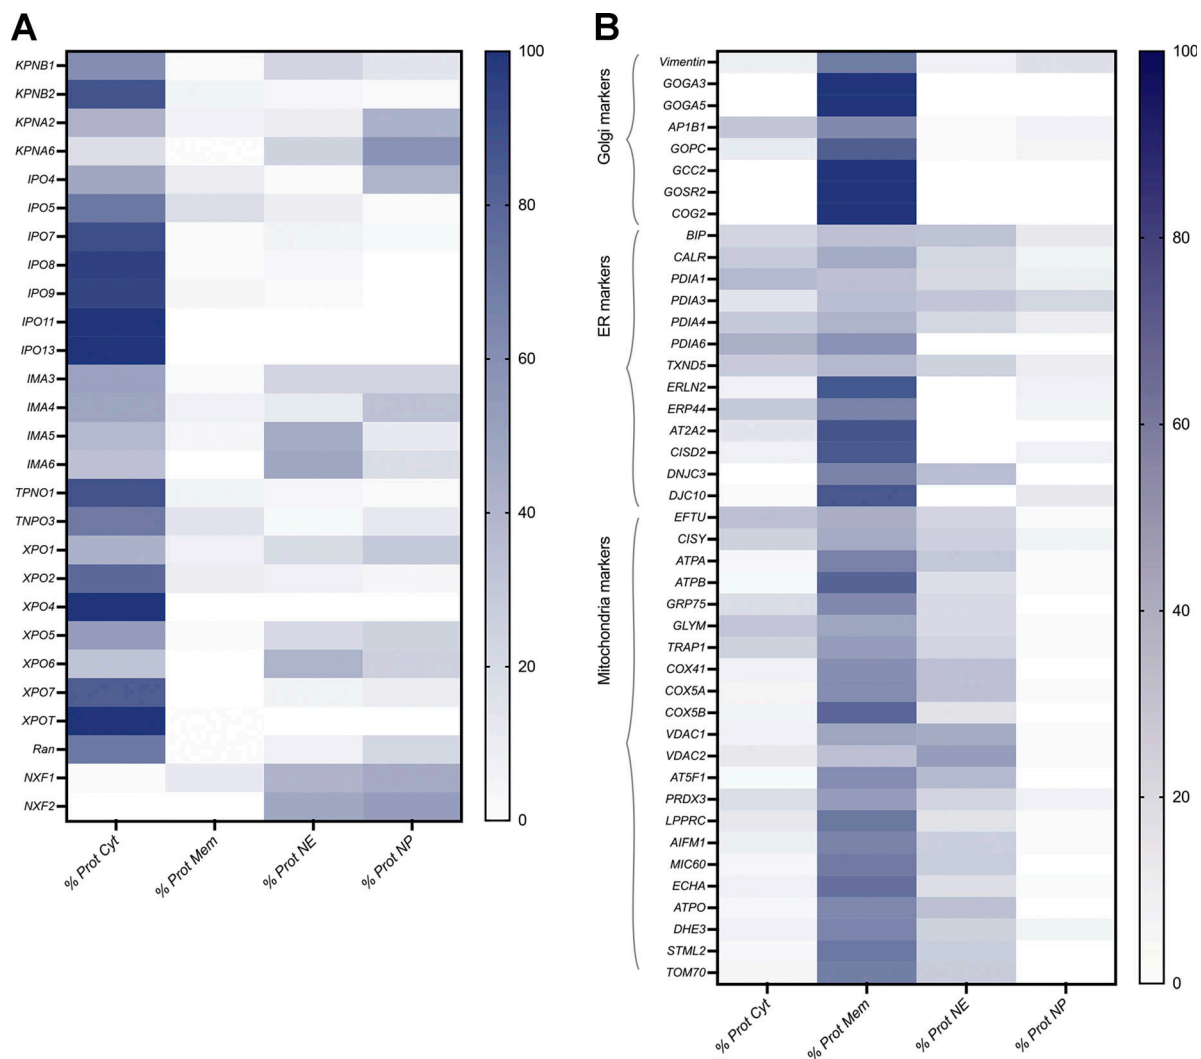 A
KPNB1
KPNB2
KPNA2
KPNA6
IPO4
IPO5
IPO7
IPO8
IPO9
IPO11
IPO13
IMA3
IMA4
IMA5
IMA6
TPNO1
TNPO3
XPO1
XPO2
XPO4
XPO5
XPO6
XPO7
XPOT
Ran
NXF1
NXF2
% Prot Cyt
% Prot Mem
% Prot NE
% Prot NP
100
80
60
40
20
0
B
Golgi markers
ER markers
Mitochondria markers
Vimentin
GOGA3
GOGA5
AP1B1
GOPC
GCC2
GOSR2
COG2
BIP
CALR
PDIA1
PDIA3
PDIA4
PDIA6
TXND5
ERLN2
ERP44
AT2A2
CISD2
DNJC3
DJC10
EFTU
CISY
ATPA
ATPB
GRP75
GLYM
TRAP1
COX41
COX5A
COX5B
VDAC1
VDAC2
AT5F1
PRDX3
LPPRC
AIFM1
MIC60
ECHA
ATPO
DHE3
STML2
TOM70
% Prot Cyt
% Prot Mem
% Prot NE
% Prot NP
100
80
60
40
20
0